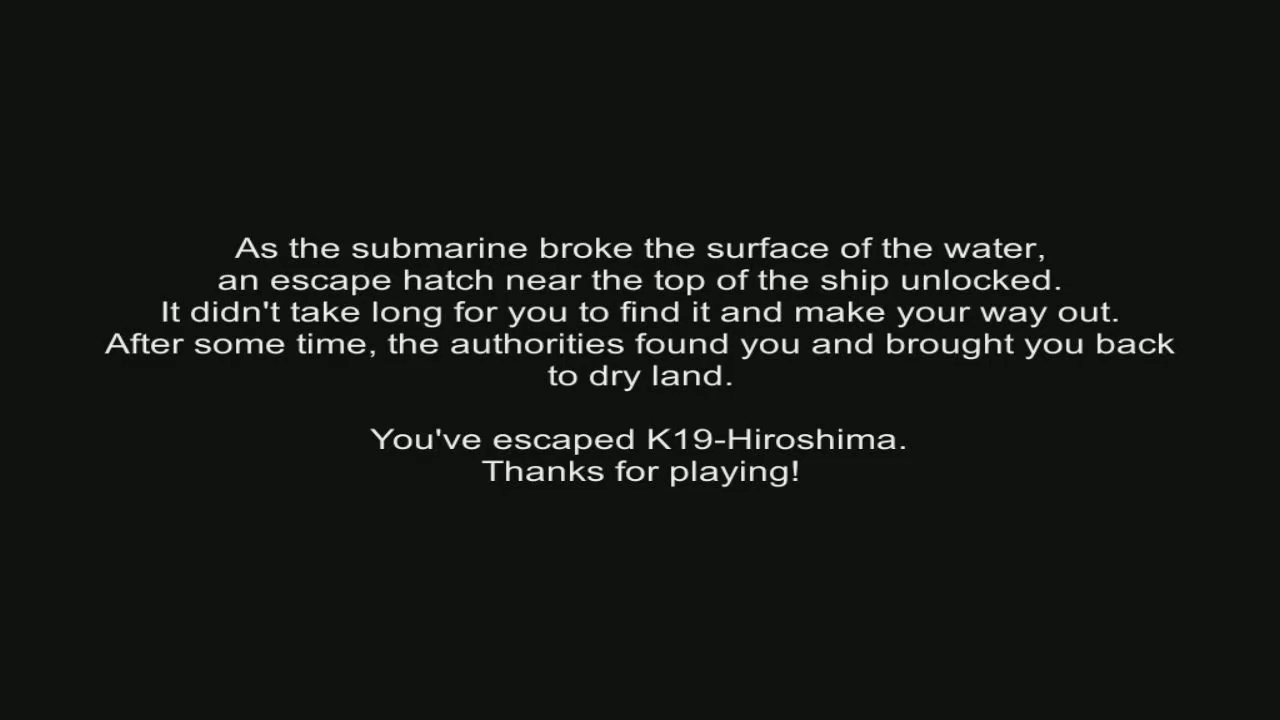 As the submarine broke the surface of the water,
an escape hatch near the top of the ship unlocked.
It didn't take long for you to find it and make your way out.
After some time, the authorities found you and brought you back
to dry land.
You've escaped K19-Hiroshima.
Thanks for playing!